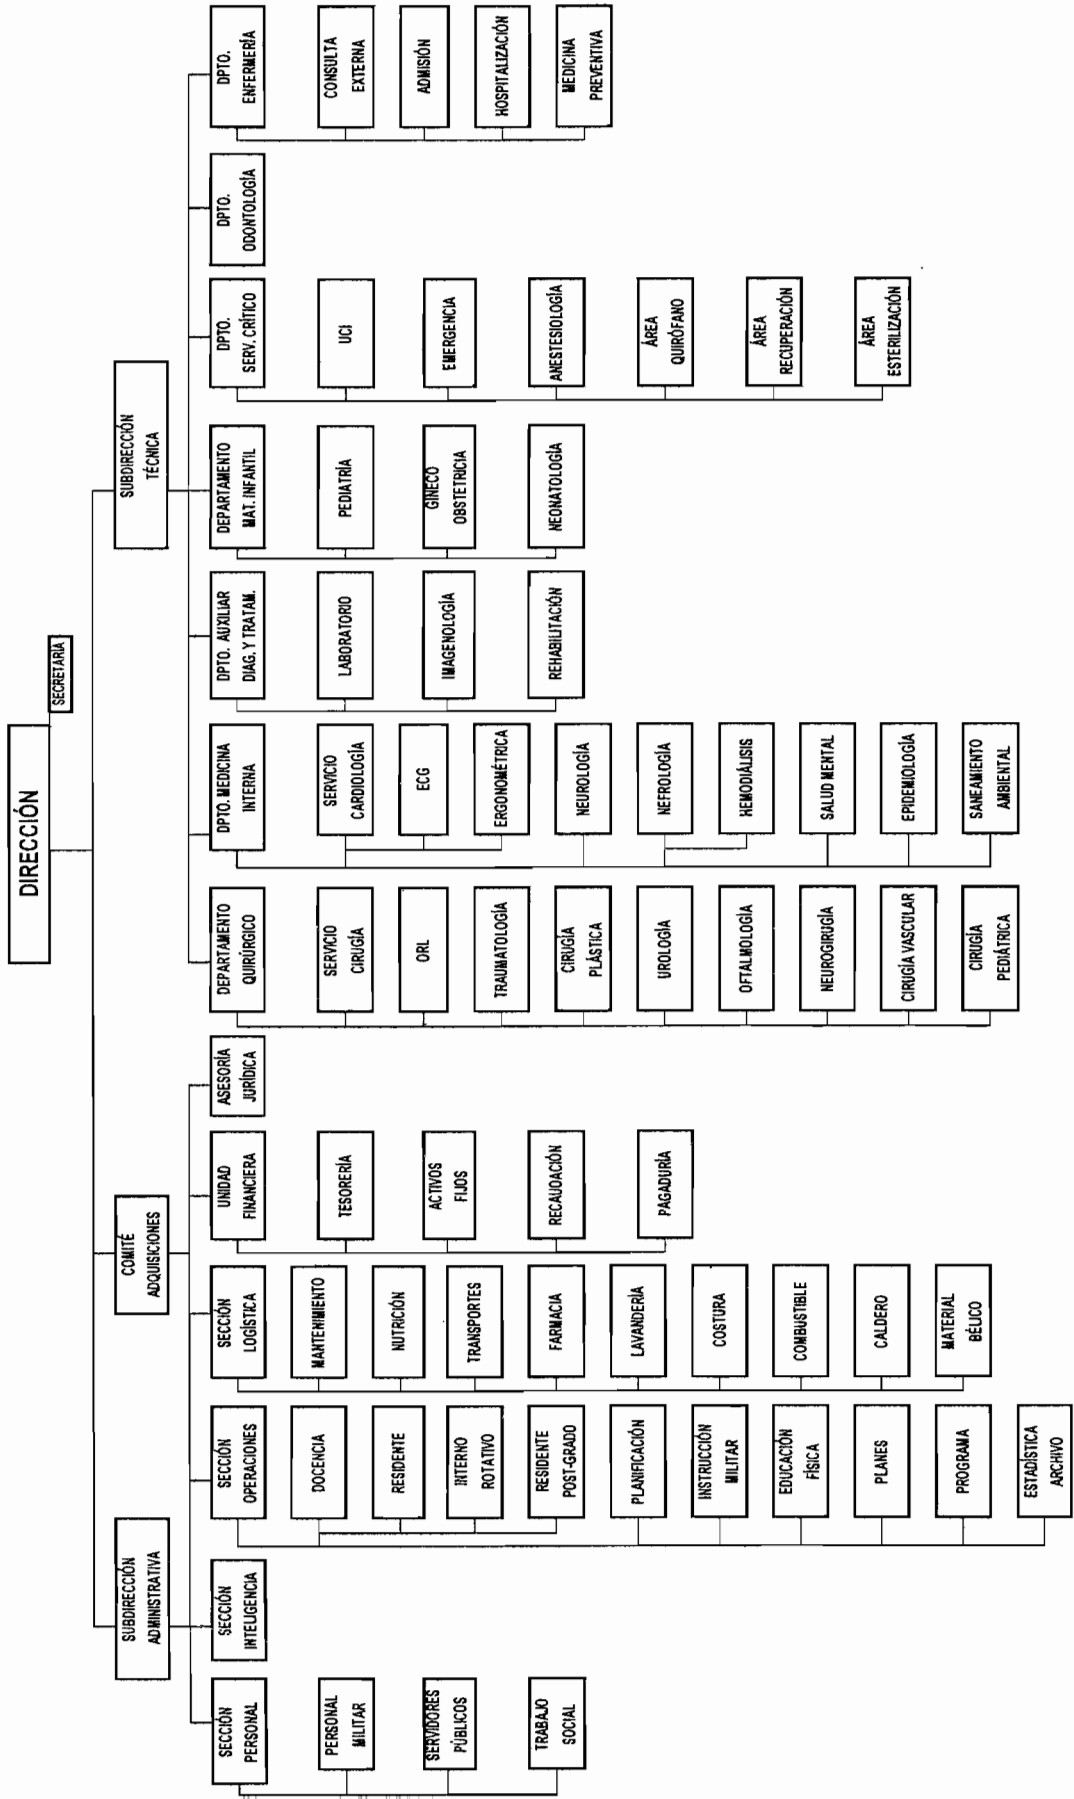 DIRECCIÓN
SECRETARÍA
SUBDIRECCIÓN
ADMINISTRATIVA
COMITÉ
ADQUISICIONES
SUBDIRECCIÓN
TÉCNICA
SECCIÓN
PERSONAL
PERSONAL
MILITAR
SERVIDORES
PÚBLICOS
TRABAJO
SOCIAL
SECCIÓN
INTELIGENCIA
SECCIÓN
OPERACIONES
DOCENCIA
RESIDENTE
INTERNO
ROTATIVO
RESIDENTE
POST-GRADO
PLANIFICACIÓN
INSTRUCCIÓN
MILITAR
EDUCACIÓN
FÍSICA
PLANES
PROGRAMA
ESTADÍSTICA
ARCHIVO
SECCIÓN
LOGÍSTICA
MANTENIMIENTO
NUTRICIÓN
TRANSPORTES
FARMACIA
LAVANDERÍA
COSTURA
COMBUSTIBLE
CALDERO
MATERIAL
BÉLICO
UNIDAD
FINANCIERA
TESORERÍA
ACTIVOS
FIJOS
RECAUDACIÓN
PAGADURÍA
ASESORÍA
JURÍDICA
DEPARTAMENTO
QUIRÚRGICO
SERVICIO
CIRUGÍA
ORL
TRAUMATOLOGÍA
CIRUGÍA
PLÁSTICA
UROLOGÍA
OFTALMOLOGÍA
NEUROGIRUGÍA
CIRUGÍA VASCULAR
CIRUGÍA
PEDIÁTRICA
DPTO. MEDICINA
INTERNA
SERVICIO
CARDIOLOGÍA
ECG
ERGONOMÉTRICA
NEUROLOGÍA
NEFROLOGÍA
HEMODIÁLISIS
SALUD MENTAL
EPIDEMIOLOGÍA
SANEAMIENTO
AMBIENTAL
DPTO. AUXILIAR
DIAG. Y TRATAM.
LABORATORIO
IMAGENOLOGÍA
REHABILITACIÓN
DEPARTAMENTO
MAT. INFANTIL
PEDIATRÍA
GINECO
OBSTETRICIA
NEONATOLOGÍA
DPTO.
SERV. CRÍTICO
UCI
EMERGENCIA
ANESTESIOLOGÍA
ÁREA
QUIRÓFANO
ÁREA
RECUPERACIÓN
ÁREA
ESTERILIZACIÓN
DPTO.
ODONTOLOGÍA
DPTO.
ENFERMERÍA
CONSULTA
EXTERNA
ADMISIÓN
HOSPITALIZACIÓN
MEDICINA
PREVENTIVA